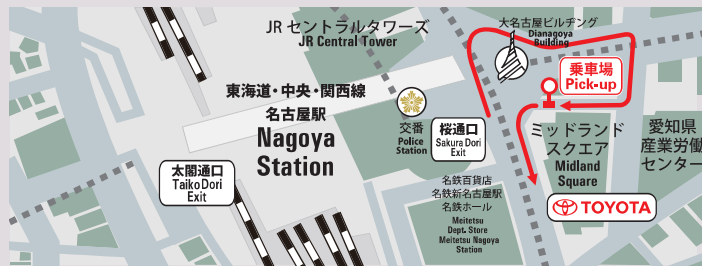 JR セントラルタワーズ
JR Central Tower
大名古屋ビルヂング
Dianagoya
Building
乗車場
Pick-up
東海道・中央・関西線
名古屋駅
Nagoya
Station
交番
Police
Station
桜通口
Sakura Dori
Exit
ミッドランド
スクエア
Midland
Square
愛知県
産業労働
センター
太閤通口
Taiko Dori
Exit
名鉄百貨店
名鉄新名古屋駅
名鉄ホール
Meitetsu
Dept. Store
Meitetsu Nagoya
Station
TOYOTA